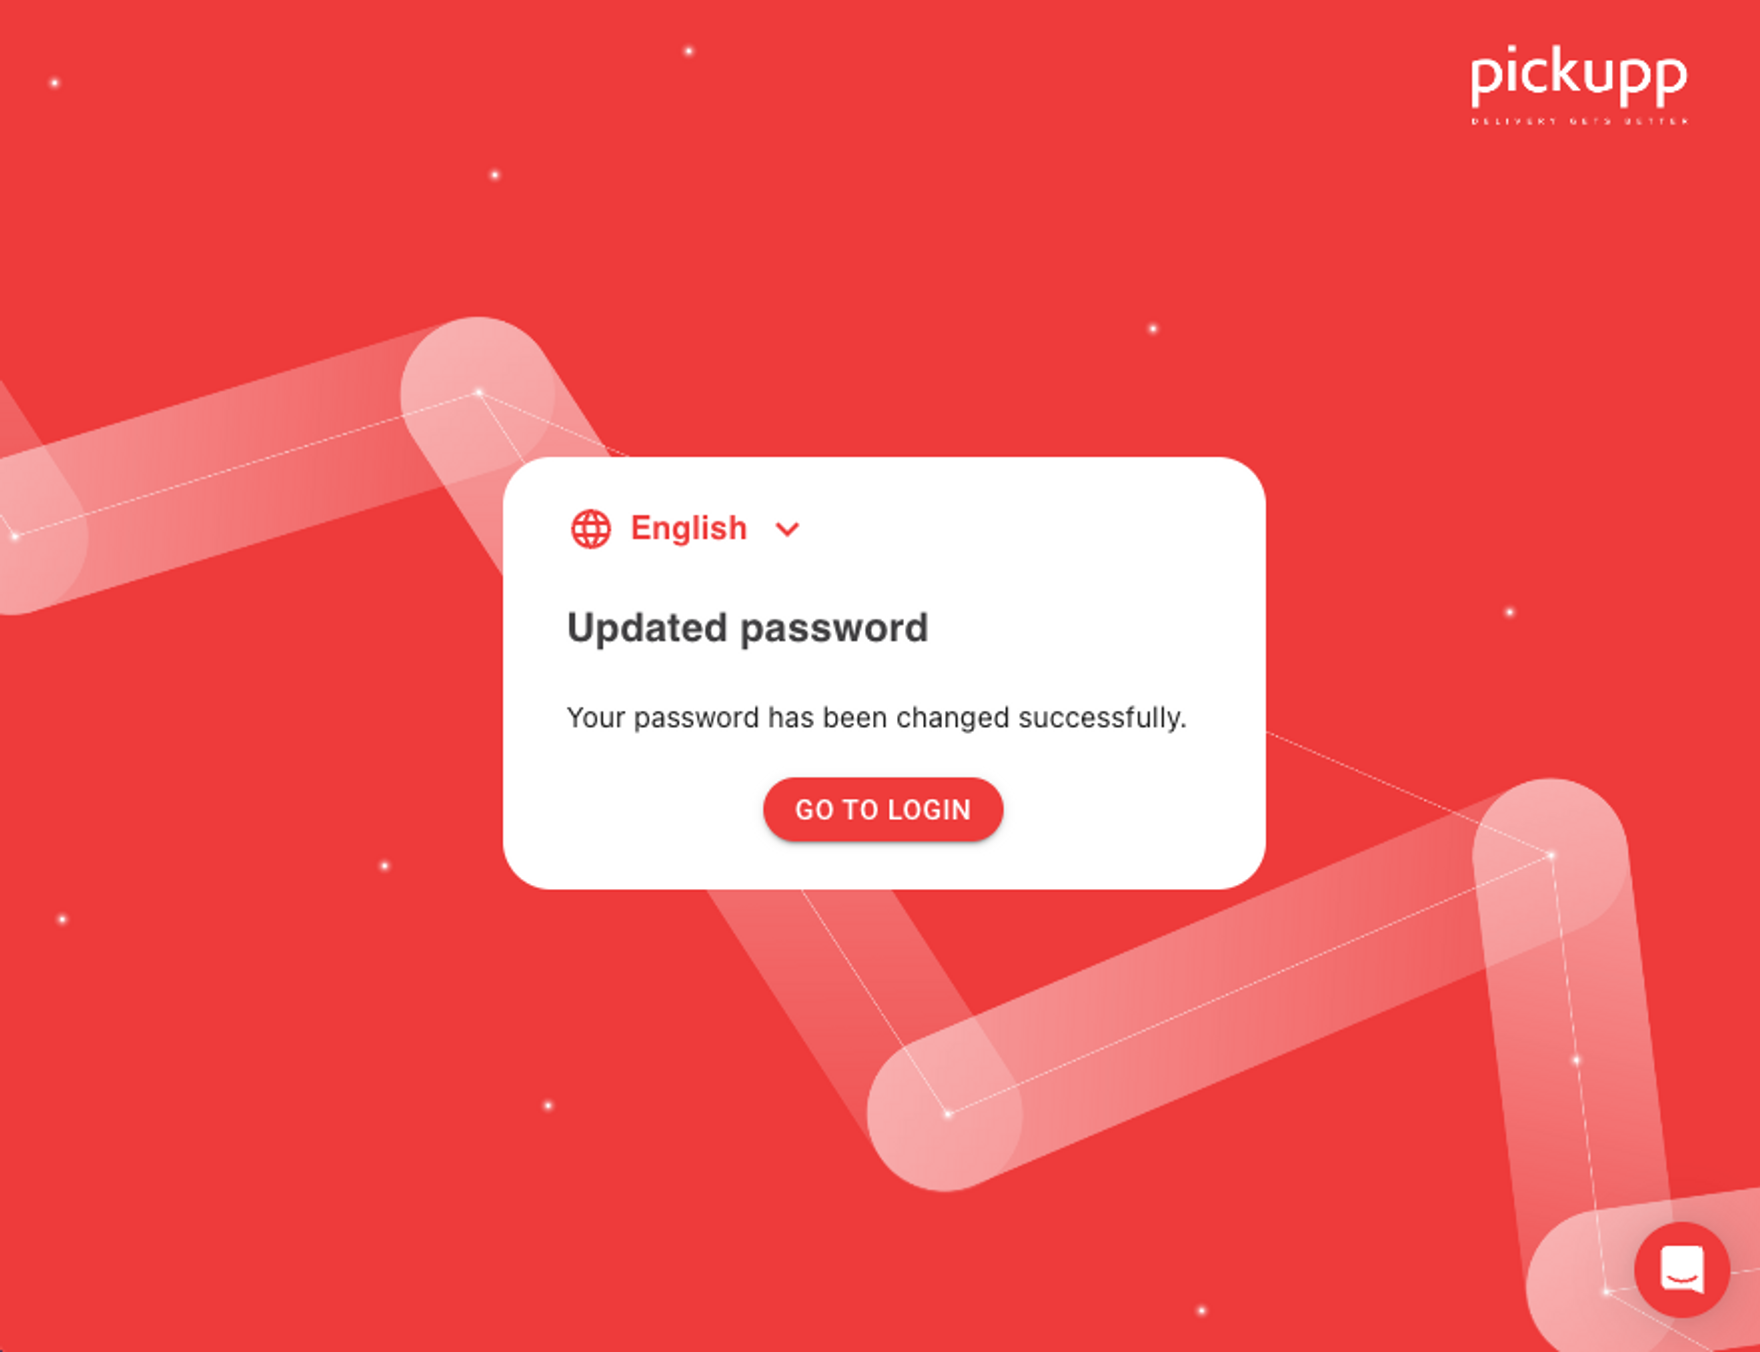 pickupp
DELIVERY GETS BETTER
English
Updated password
Your password has been changed successfully.
GO TO LOGIN